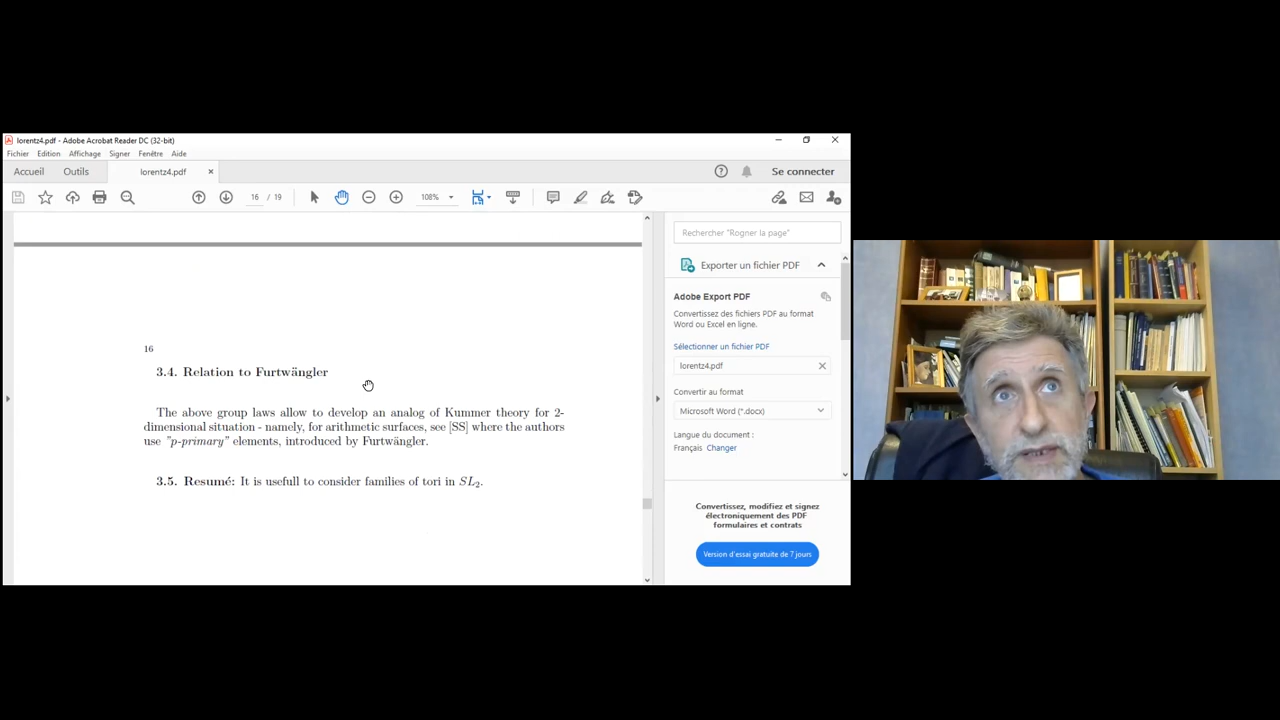 lorentz4.pdf - Adobe Acrobat Reader DC (32-bit)
Fichier Edition Affichage Signer Fenêtre Aide
Accueil Outils lorentz4.pdf × Se connecter
16 / 19 108%
Rechercher "Rogner la page"
Exporter un fichier PDF
Adobe Export PDF
Convertissez des fichiers PDF au format
Word ou Excel en ligne.
Sélectionner un fichier PDF
lorentz4.pdf
Convertir au format
Microsoft Word (*.docx)
Langue du document :
Français Changer
Convertissez, modifiez et signez
électroniquement des PDF
formulaires et contrats
Version d'essai gratuite de 7 jours
16
3.4. Relation to Furtwängler
The above group laws allow to develop an analog of Kummer theory for 2-
dimensional situation - namely, for arithmetic surfaces, see [SS] where the authors
use "p-primary" elements, introduced by Furtwängler.
3.5. Resumé: It is usefull to consider families of tori in SL₂.